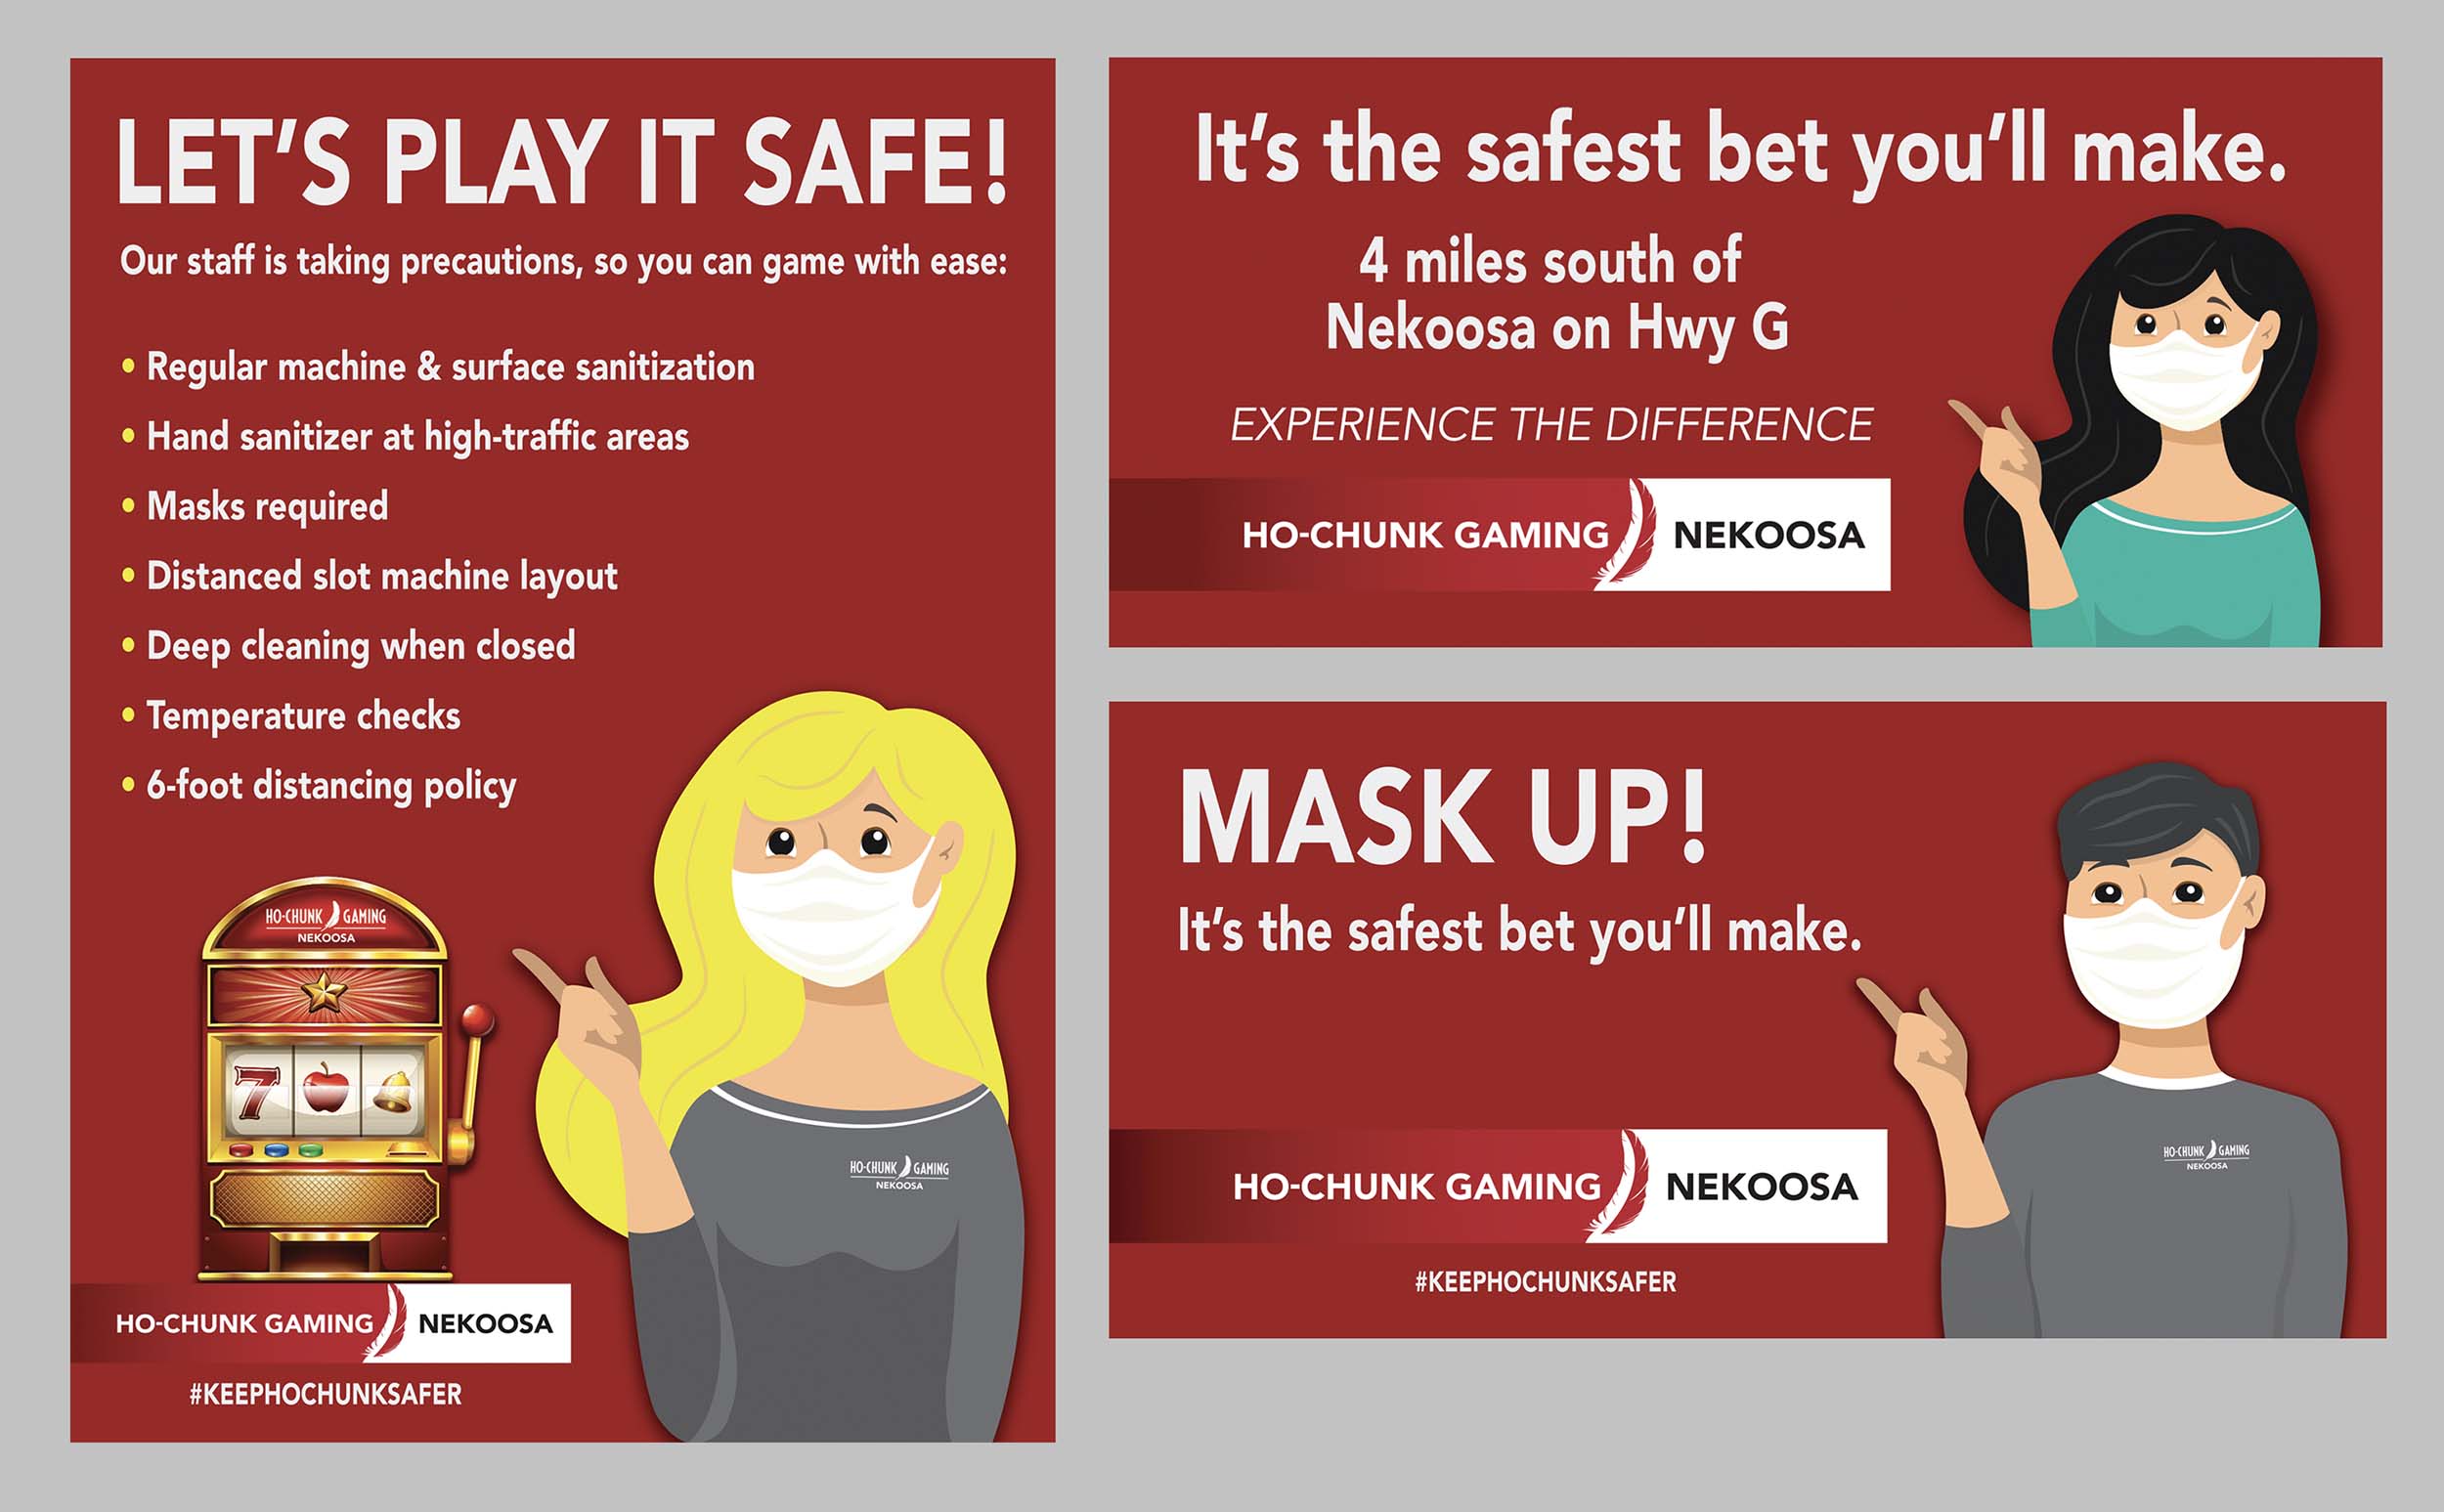 LET'S PLAY IT SAFE!
Our staff is taking precautions, so you can game with ease:
• Regular machine & surface sanitization
• Hand sanitizer at high-traffic areas
• Masks required
• Distanced slot machine layout
• Deep cleaning when closed
• Temperature checks
• 6-foot distancing policy
HO-CHUNK GAMING
NEKOOSA
7
HO-CHUNK GAMING
NEKOOSA
HO-CHUNK GAMING NEKOOSA
#KEEPHOCHUNKSAFER
It's the safest bet you'll make.
4 miles south of
Nekoosa on Hwy G
EXPERIENCE THE DIFFERENCE
HO-CHUNK GAMING NEKOOSA
MASK UP!
It's the safest bet you'll make.
HO-CHUNK GAMING
NEKOOSA
HO-CHUNK GAMING NEKOOSA
#KEEPHOCHUNKSAFER